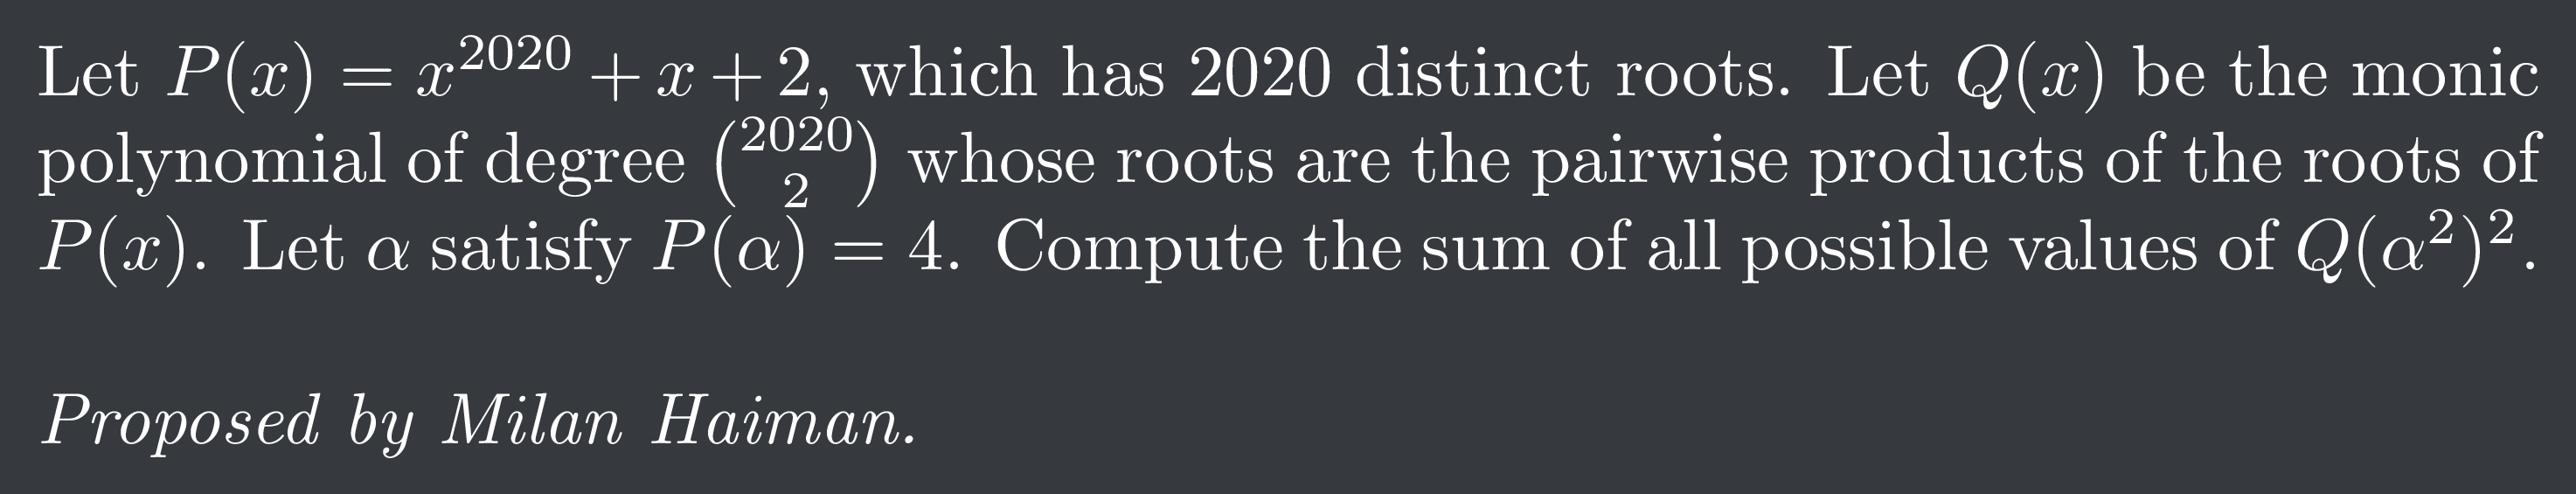 Let P(x) = x^{2020} + x + 2, which has 2020 distinct roots. Let Q(x) be the monic
polynomial of degree \binom{2020}{2} whose roots are the pairwise products of the roots of
P(x). Let α satisfy P(α) = 4. Compute the sum of all possible values of Q(α^2)^2.
Proposed by Milan Haiman.